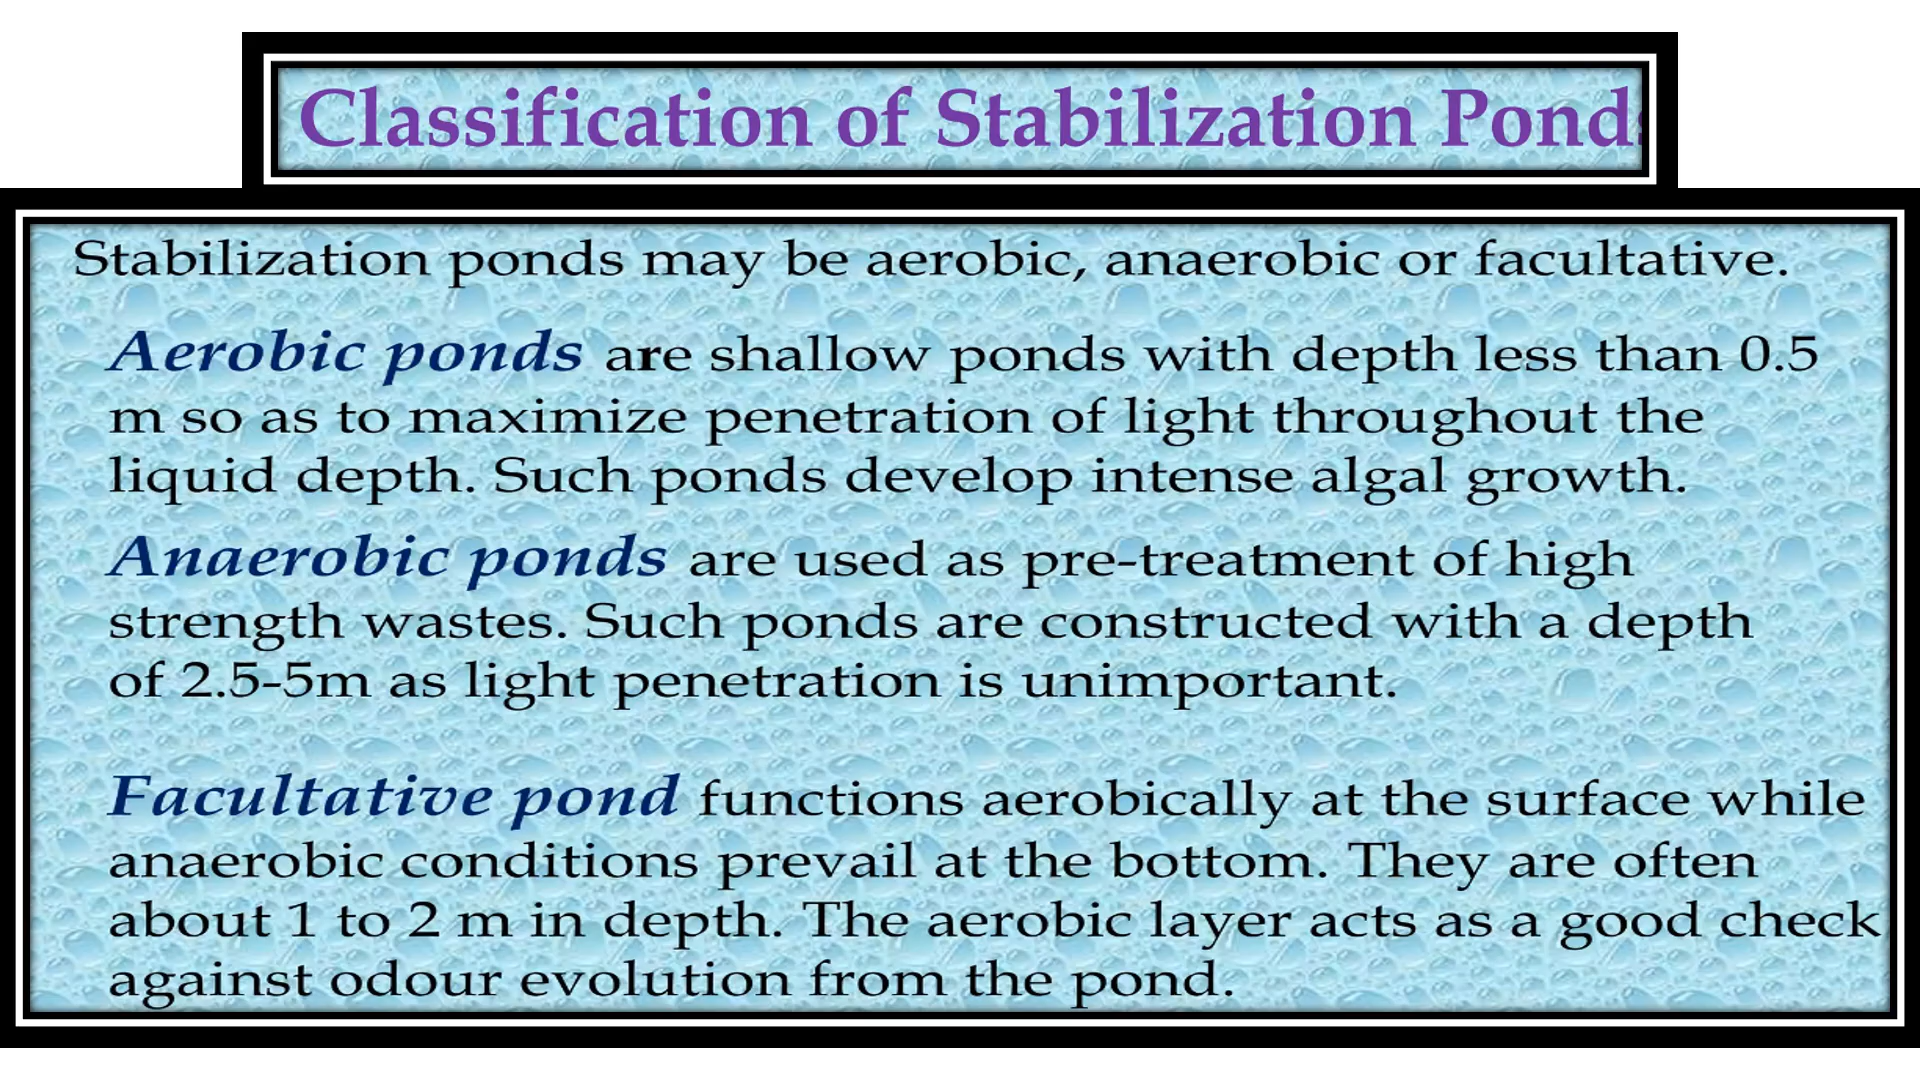 Classification of Stabilization Ponds
Stabilization ponds may be aerobic, anaerobic or facultative.
Aerobic ponds are shallow ponds with depth less than 0.5
m so as to maximize penetration of light throughout the
liquid depth. Such ponds develop intense algal growth.
Anaerobic ponds are used as pre-treatment of high
strength wastes. Such ponds are constructed with a depth
of 2.5-5m as light penetration is unimportant.
Facultative pond functions aerobically at the surface while
anaerobic conditions prevail at the bottom. They are often
about 1 to 2 m in depth. The aerobic layer acts as a good check
against odour evolution from the pond.